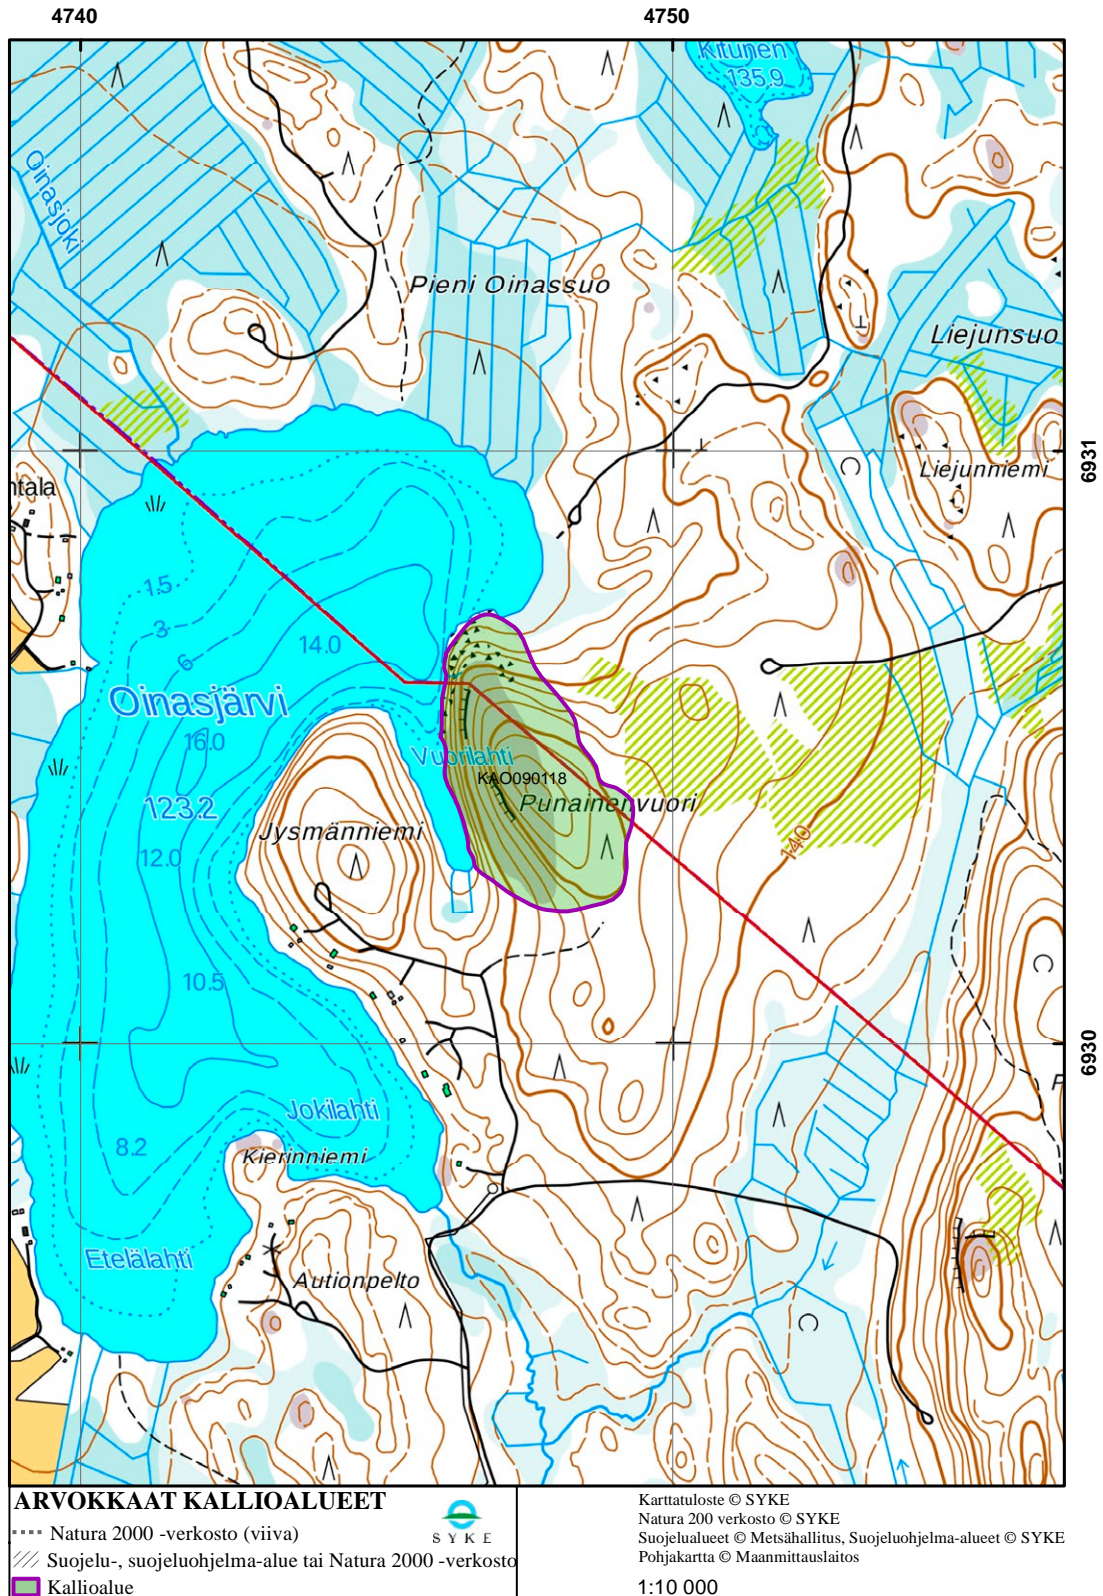 4740
4750
Kitunen
135.9
Oinasjoki
Pieni Oinassuo
Liejunsuo
6931
Liejunniemi
ntala
1.5
3
6
14.0
Oinasjärvi
16.0
Vuorilahti
KAO090118
123.2
Punainenvuori
Jysmänniemi
140
12.0
10.5
6930
Jokilahti
8.2
Kierinniemi
Etelälahti
Autionpelto
ARVOKKAAT KALLIOALUEET
SYKE
Natura 2000 -verkosto (viiva)
Suojelu-, suojeluohjelma-alue tai Natura 2000 -verkosto
Kallioalue
Karttatuloste © SYKE
Natura 200 verkosto © SYKE
Suojelualueet © Metsähallitus, Suojeluohjelma-alueet © SYKE
Pohjakartta © Maanmittauslaitos
1:10 000